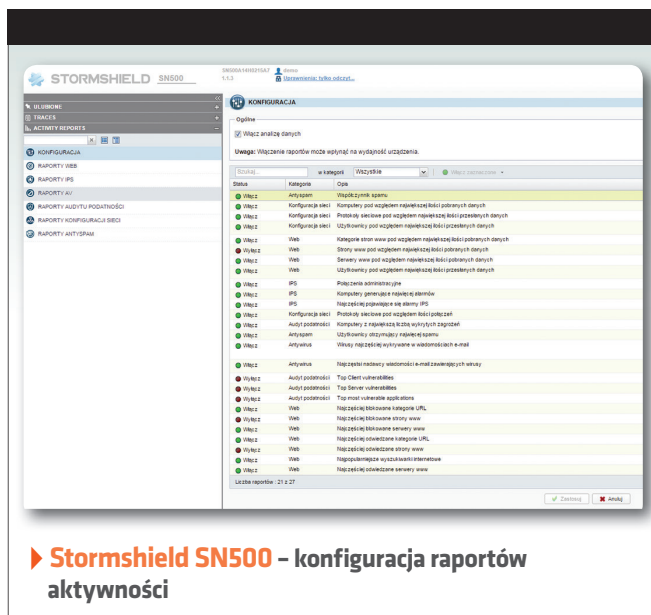 STORMSHIELD SN500
SN500A14H0215A7 demo
1.1.3 Uprawnienia: tylko odczyt...
ULUBIONE
TRACES
ACTIVITY REPORTS
KONFIGURACJA
RAPORTY WEB
RAPORTY IPS
RAPORTY AV
RAPORTY AUDYTU PODATNOŚCI
RAPORTY KONFIGURACJI SIECI
RAPORTY ANTYSPAM
KONFIGURACJA
Ogólne
Włącz analizę danych
Uwaga: Włączenie raportów może wpłynąć na wydajność urządzenia.
Szukaj... w kategorii Wszystkie Włącz zaznaczone
Status Kategoria Opis
Włącz Antyspam Współczynnik spamu
Włącz Konfiguracja sieci Komputery pod względem największej ilości pobranych danych
Włącz Konfiguracja sieci Protokoły sieciowe pod względem największej ilości przesłanych danych
Włącz Konfiguracja sieci Użytkownicy pod względem największej ilości przesłanych danych
Włącz Web Kategorie stron www pod względem największej ilości pobranych danych
Wyłącz Web Strony www pod względem największej ilości pobranych danych
Włącz Web Serwery www pod względem największej ilości pobranych danych
Włącz Web Użytkownicy pod względem największej ilości przesłanych danych
Włącz IPS Połączenia administracyjne
Włącz IPS Komputery generujące najwięcej alarmów
Włącz IPS Najczęściej pojawiające się alarmy IPS
Włącz Konfiguracja sieci Protokoły sieciowe pod względem ilości połączeń
Włącz Audyt podatności Komputery z największą liczbą wykrytych zagrożeń
Włącz Antyspam Użytkownicy otrzymujący najwięcej spamu
Włącz Antywirus Wirusy najczęściej wykrywane w wiadomościach e-mail
Włącz Antywirus Najczęstsi nadawcy wiadomości e-mail zawierających wirusy
Wyłącz Audyt podatności Top Client vulnerabilities
Wyłącz Audyt podatności Top Server vulnerabilities
Wyłącz Audyt podatności Top most vulnerable applications
Włącz Web Najczęściej blokowane kategorie URL
Wyłącz Web Najczęściej blokowane strony www
Włącz Web Najczęściej blokowane serwery www
Włącz Web Najczęściej odwiedzane kategorie URL
Wyłącz Web Najczęściej odwiedzane strony www
Włącz Web Najpopularniejsze wyszukiwarki internetowe
Włącz Web Najczęściej odwiedzane serwery www
Liczba raportów : 21 z 27
Zastosuj Anuluj
Stormshield SN500 – konfiguracja raportów
aktywności